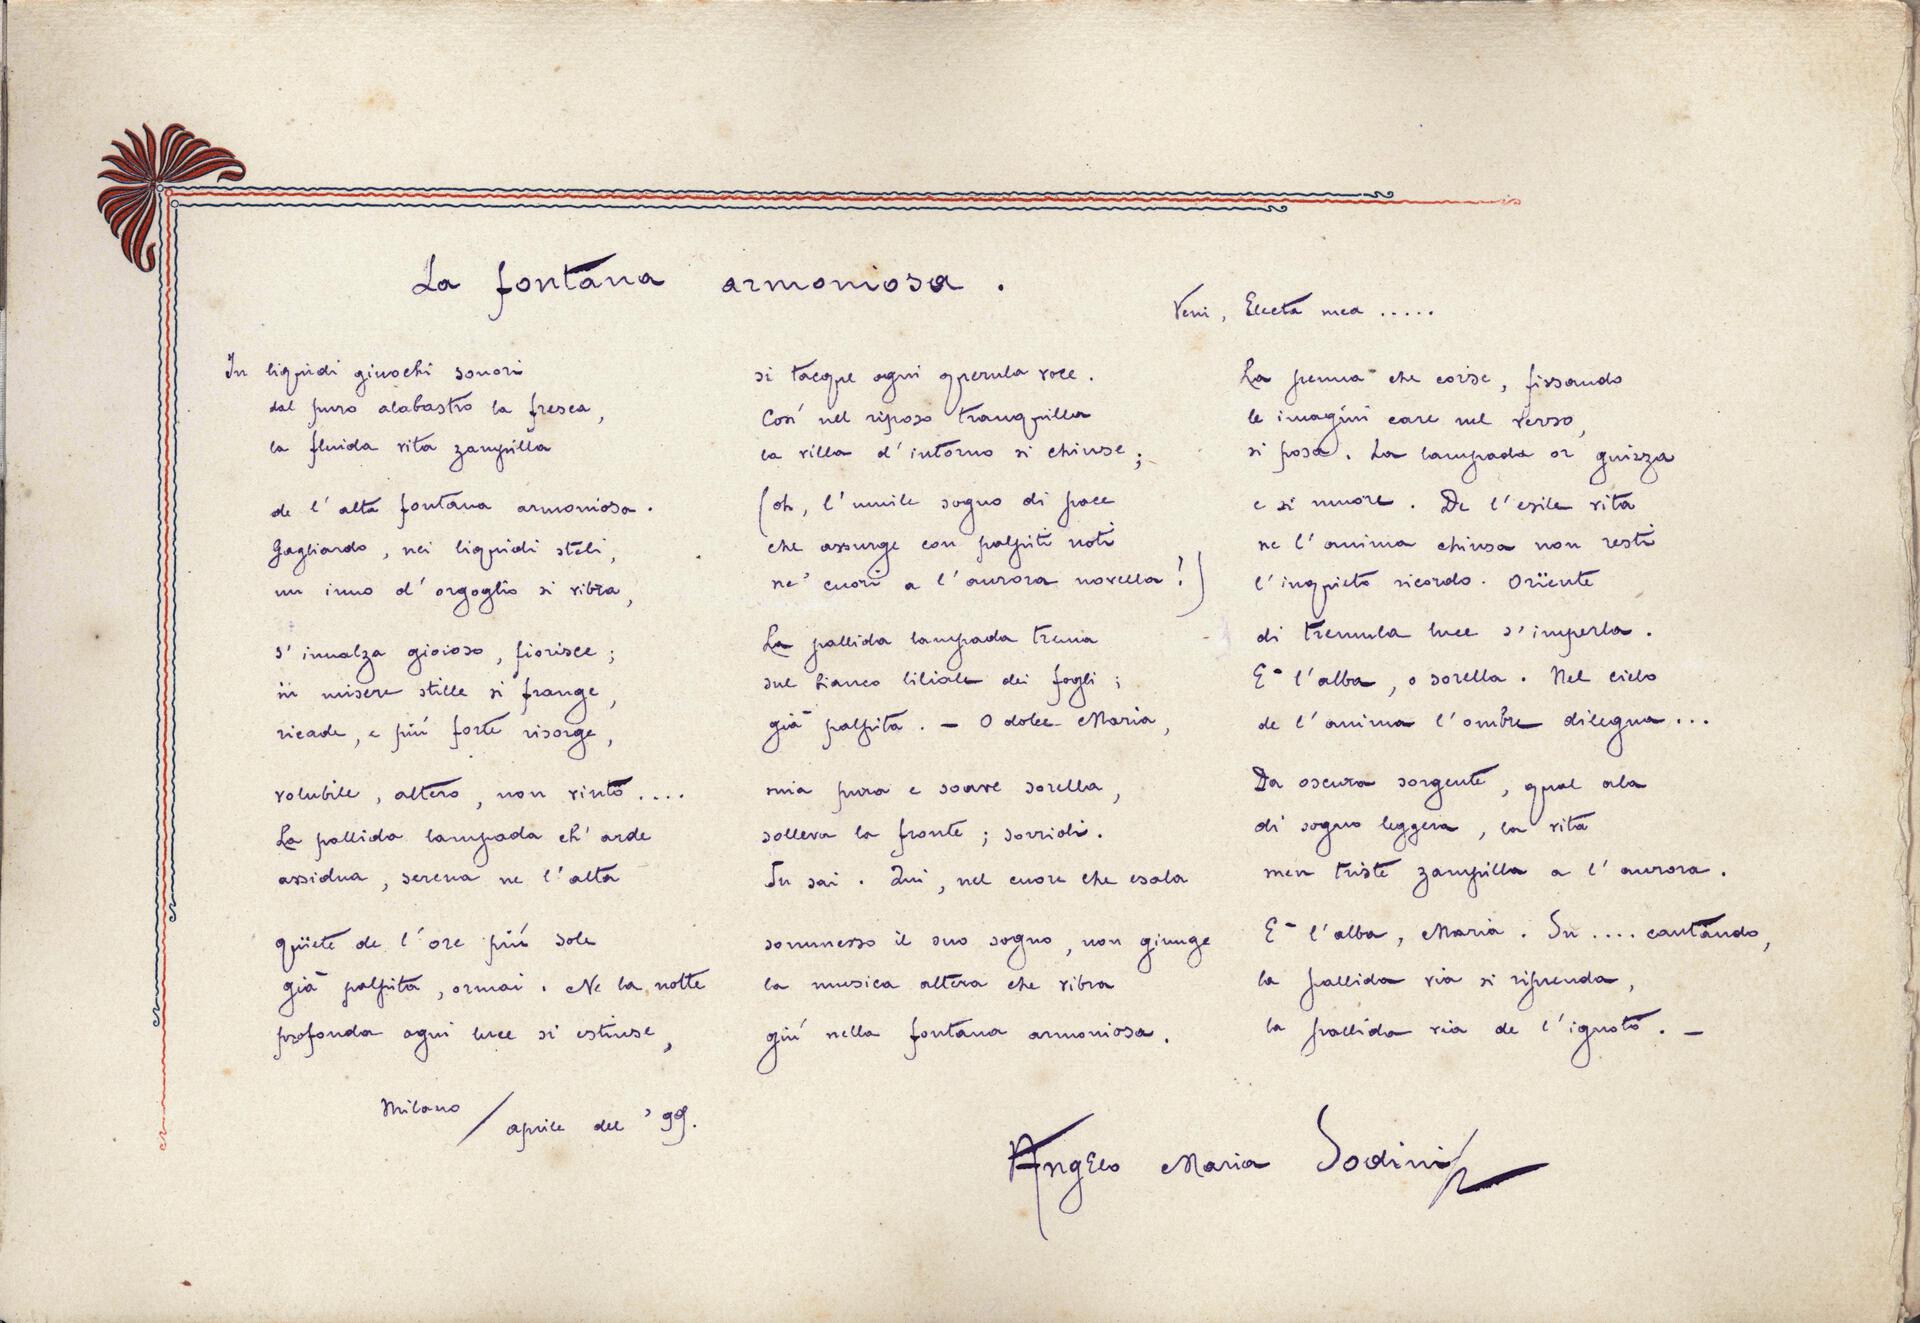 La fontana armoniosa.
Veni, Electa mea .....
In liquidi giuochi sonori
dal puro alabastro la fresca,
la fluida vita zampilla
de l'alta fontana armoniosa.
Gagliardo, nei liquidi steli,
un inno d'orgoglio si vibra,
s'innalza gioioso, fiorisce;
in misere stille si frange,
ricade, e più forte risorge,
volubile, altero, non vinto ....
La pallida lampada ch'arde
assidua, serena ne l'alta
qüiete de l'ore più sole
già palpita, ormai. Ne la notte
profonda ogni luce si estinse,
si tacque ogni querula voce.
Così nel riposo tranquilla
la villa d'intorno si chiuse;
(oh, l'umile sogno di pace
che assurge con palpiti noti
ne' cuori a l'aurora novella!)
La pallida lampada trema
sul bianco liliale dei fogli;
già palpita. — O dolce Maria,
mia pura e soave sorella,
solleva la fronte; sorridi.
Tu sai. Qui, nel cuore che esala
sommesso il suo sogno, non giunge
la musica altera che vibra
giù nella fontana armoniosa.
La penna che corse, fissando
le imagini care nel verso,
si posa. La lampada or guizza
e si muore. De l'esile vita
ne l'anima chiusa non resti
l'inquieto ricordo. Orïente
di tremula luce s'imperla.
E' l'alba, o sorella. Nel cielo
de l'anima l'ombre dilegua...
Da oscura sorgente, qual ala
di sogno leggera, la vita
men triste zampilla a l'aurora.
E' l'alba, Maria. Su .... cantando,
la pallida via si riprenda,
la pallida via de l'ignoto. —
Milano / aprile del '99.
Angelo Maria Sodini